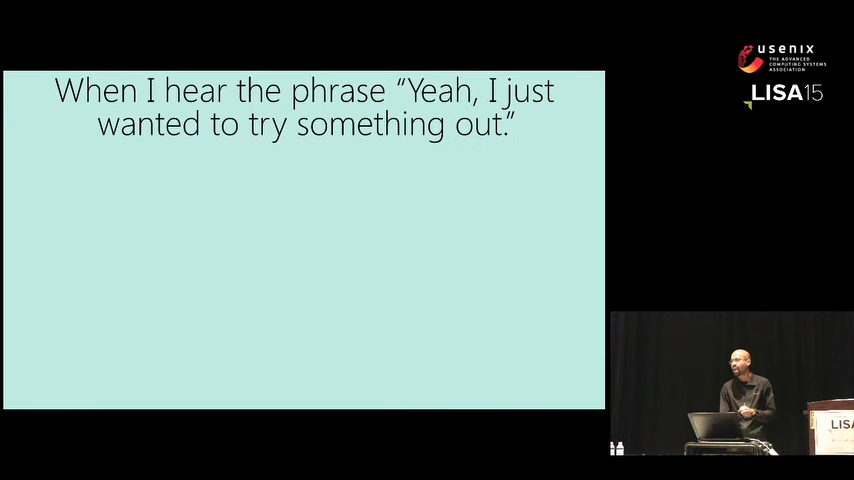 When I hear the phrase “Yeah, I just
wanted to try something out.”
usenix
THE ADVANCED
COMPUTING SYSTEMS
ASSOCIATION
LISA15
LISA